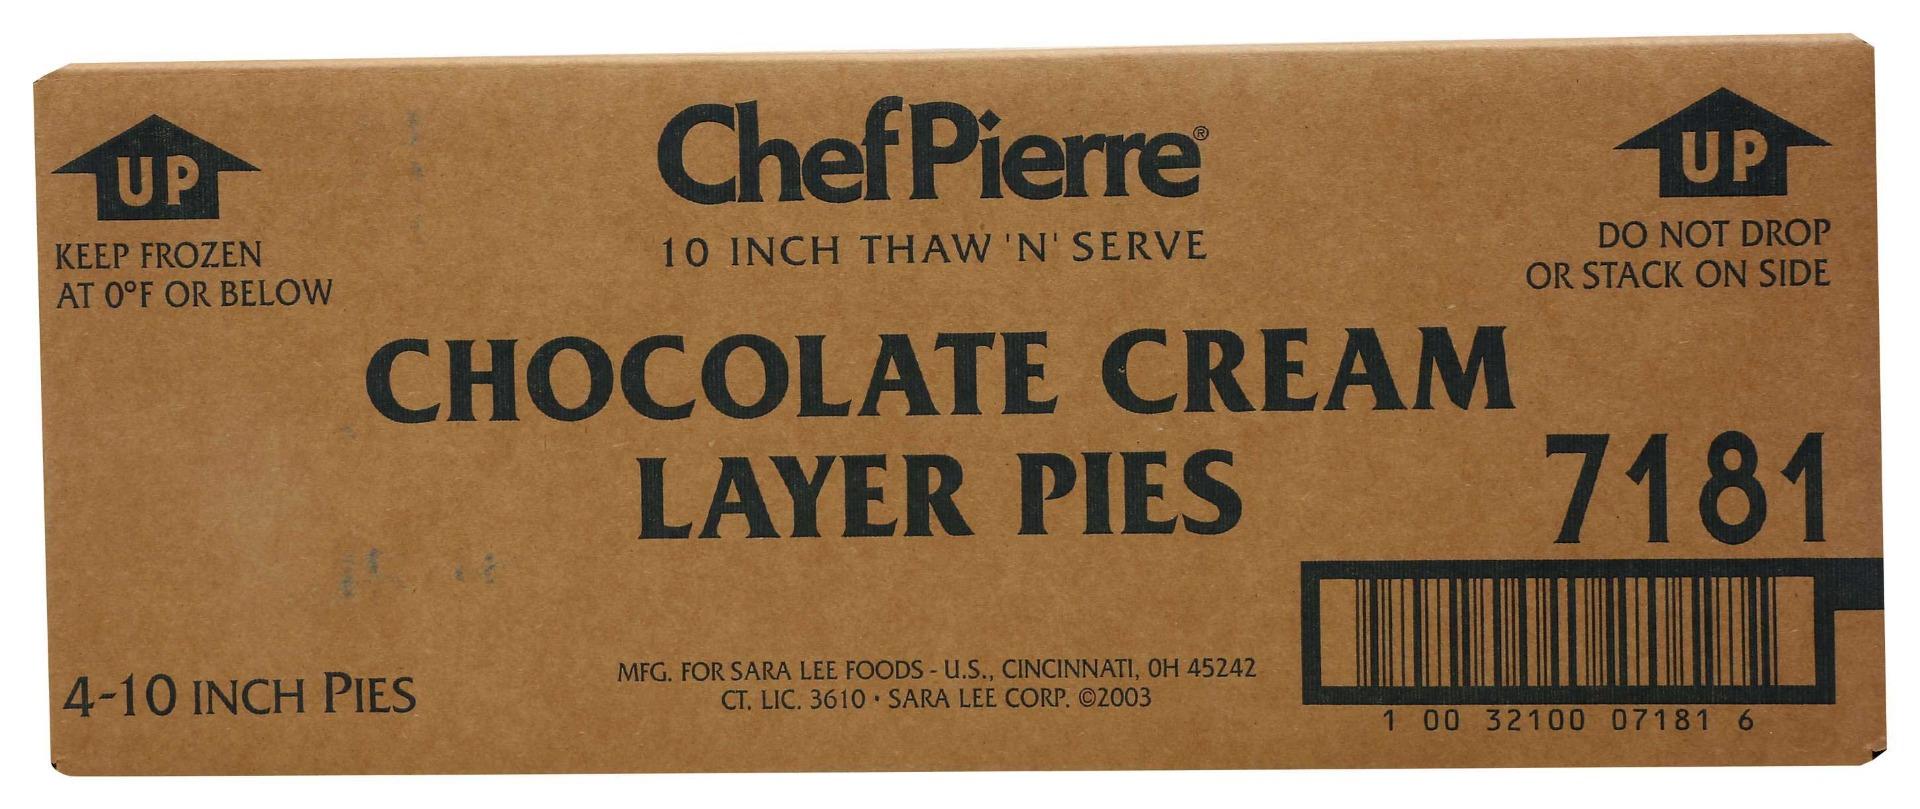 UP
KEEP FROZEN
AT 0°F OR BELOW
ChefPierre®
10 INCH THAW 'N' SERVE
UP
DO NOT DROP
OR STACK ON SIDE
CHOCOLATE CREAM
LAYER PIES
7181
4-10 INCH PIES
MFG. FOR SARA LEE FOODS - U.S., CINCINNATI, OH 45242
CT. LIC. 3610 • SARA LEE CORP. ©2003
1 00 32100 07181 6